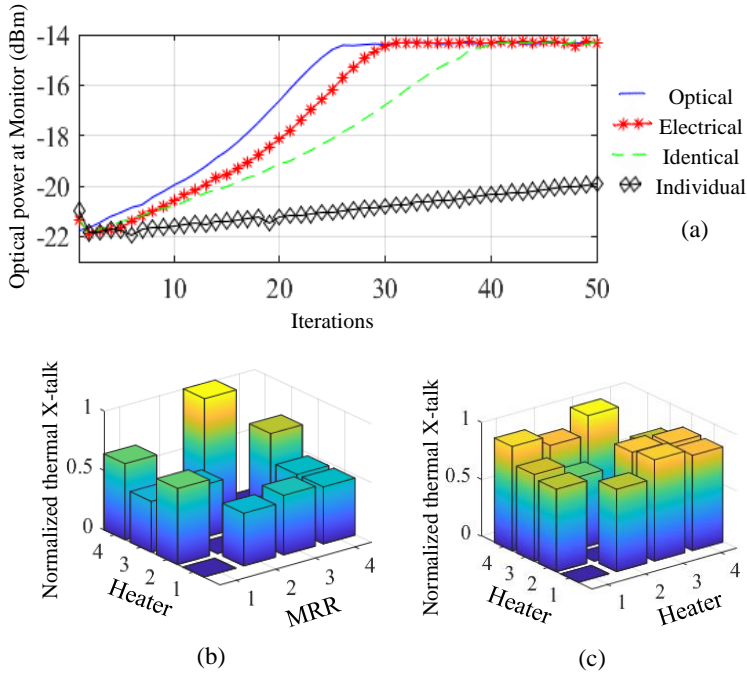 Optical power at Monitor (dBm)
-14
-16
-18
-20
-22
10
20
30
40
50
Iterations
Optical
Electrical
Identical
Individual
(a)
Normalized thermal X-talk
1
0.5
0
4
3
2
1
Heater
1
2
3
4
MRR
(b)
Normalized thermal X-talk
1
0.5
0
4
3
2
1
Heater
1
2
3
4
Heater
(c)